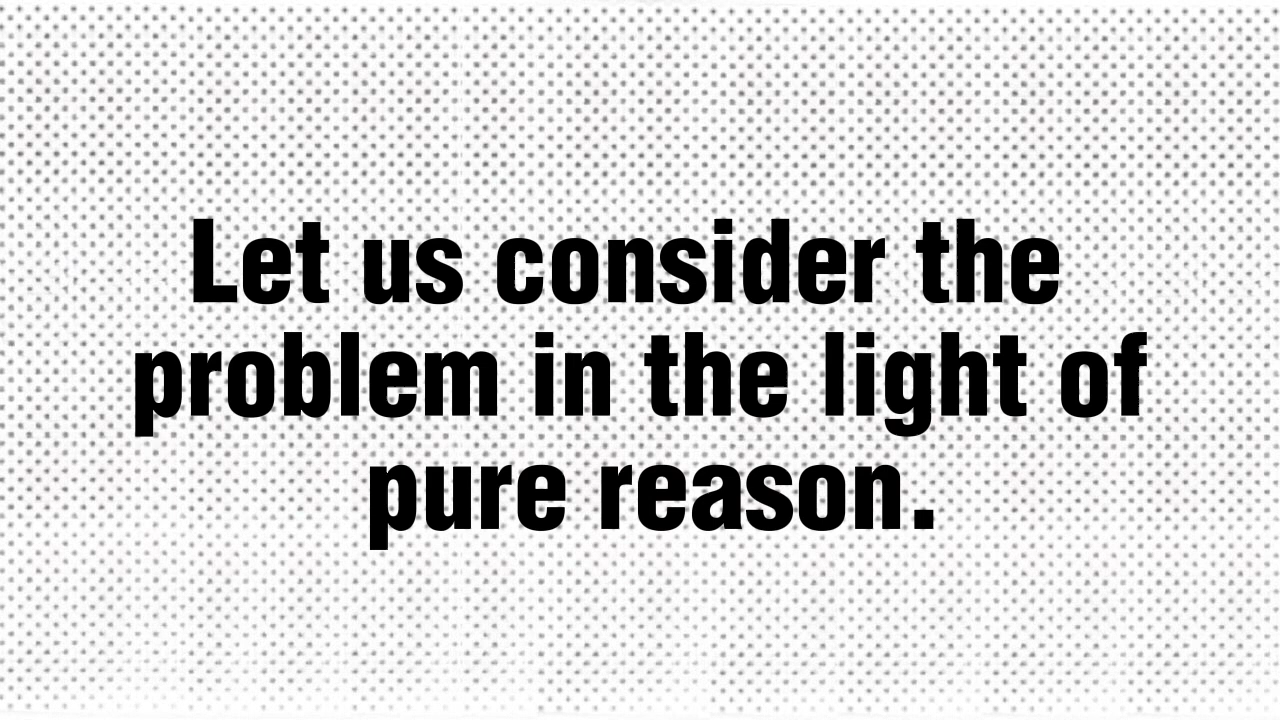 Let us consider the
problem in the light of
pure reason.